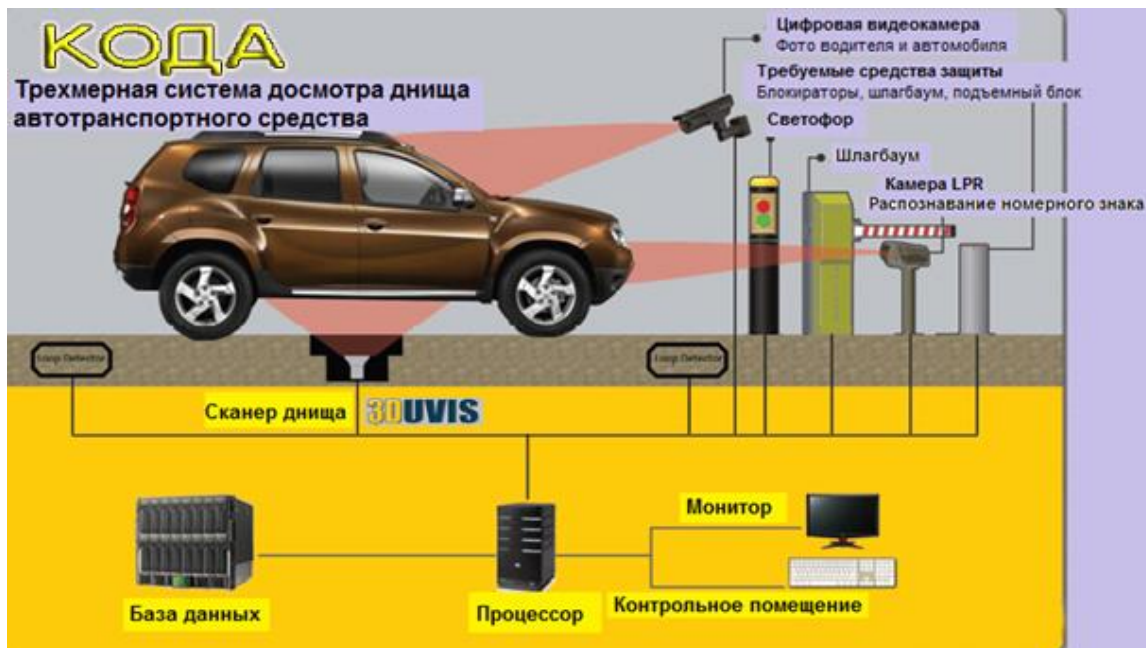 КОДА
Трехмерная система досмотра днища
автотранспортного средства
Цифровая видеокамера
Фото водителя и автомобиля
Требуемые средства защиты
Блокираторы, шлагбаум, подъемный блок
Светофор
Шлагбаум
Камера LPR
Распознавание номерного знака
Loop Detector
Loop Detector
Сканер днища
3DUVIS
Монитор
База данных
Процессор
Контрольное помещение